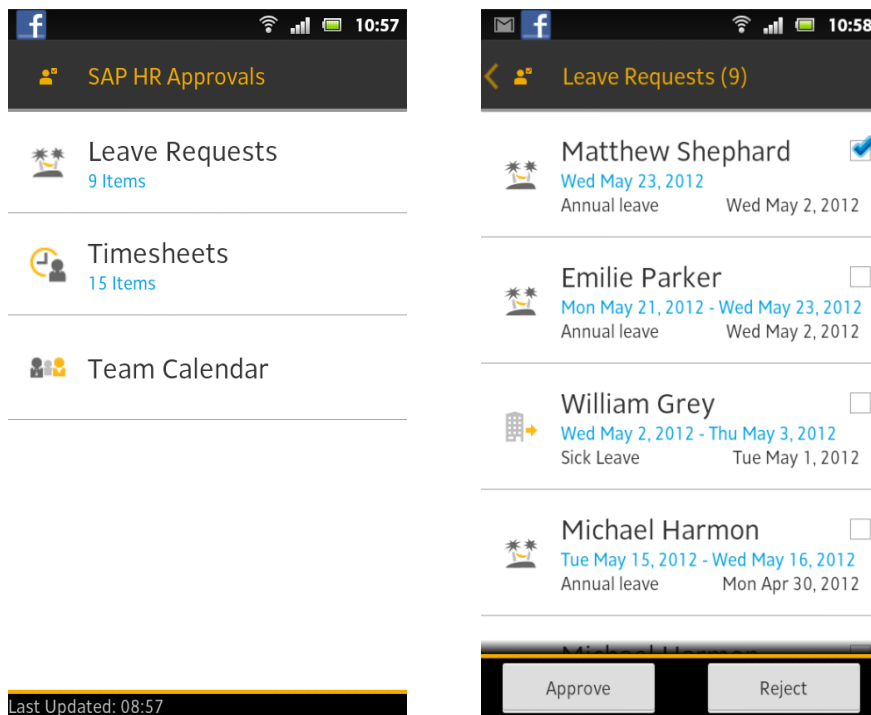 f
10:57
SAP HR Approvals
Leave Requests
9 Items
Timesheets
15 Items
Team Calendar
Last Updated: 08:57
f
10:58
Leave Requests (9)
Matthew Shephard
Wed May 23, 2012
Annual leave Wed May 2, 2012
Emilie Parker
Mon May 21, 2012 - Wed May 23, 2012
Annual leave Wed May 2, 2012
William Grey
Wed May 2, 2012 - Thu May 3, 2012
Sick Leave Tue May 1, 2012
Michael Harmon
Tue May 15, 2012 - Wed May 16, 2012
Annual leave Mon Apr 30, 2012
Michael Harmon
Approve Reject